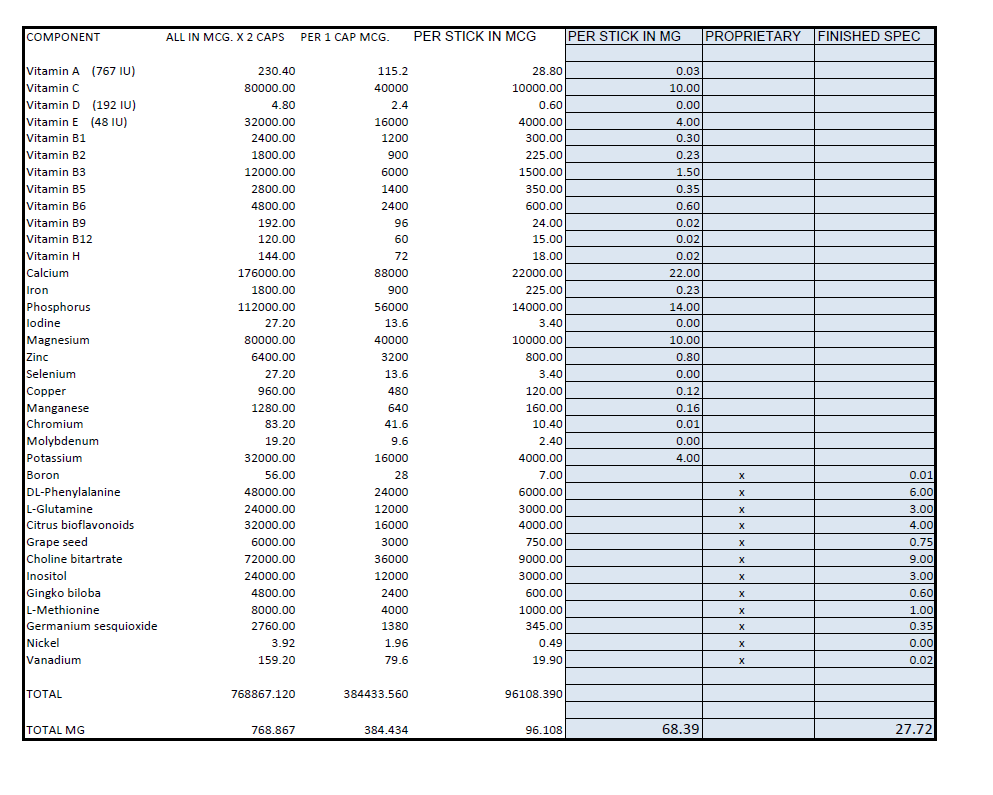 COMPONENT ALL IN MCG. X 2 CAPS PER 1 CAP MCG. PER STICK IN MCG PER STICK IN MG PROPRIETARY FINISHED SPEC
Vitamin A (767 IU) 230.40 115.2 28.80 0.03
Vitamin C 80000.00 40000 10000.00 10.00
Vitamin D (192 IU) 4.80 2.4 0.60 0.00
Vitamin E (48 IU) 32000.00 16000 4000.00 4.00
Vitamin B1 2400.00 1200 300.00 0.30
Vitamin B2 1800.00 900 225.00 0.23
Vitamin B3 12000.00 6000 1500.00 1.50
Vitamin B5 2800.00 1400 350.00 0.35
Vitamin B6 4800.00 2400 600.00 0.60
Vitamin B9 192.00 96 24.00 0.02
Vitamin B12 120.00 60 15.00 0.02
Vitamin H 144.00 72 18.00 0.02
Calcium 176000.00 88000 22000.00 22.00
Iron 1800.00 900 225.00 0.23
Phosphorus 112000.00 56000 14000.00 14.00
Iodine 27.20 13.6 3.40 0.00
Magnesium 80000.00 40000 10000.00 10.00
Zinc 6400.00 3200 800.00 0.80
Selenium 27.20 13.6 3.40 0.00
Copper 960.00 480 120.00 0.12
Manganese 1280.00 640 160.00 0.16
Chromium 83.20 41.6 10.40 0.01
Molybdenum 19.20 9.6 2.40 0.00
Potassium 32000.00 16000 4000.00 4.00
Boron 56.00 28 7.00 x 0.01
DL-Phenylalanine 48000.00 24000 6000.00 x 6.00
L-Glutamine 24000.00 12000 3000.00 x 3.00
Citrus bioflavonoids 32000.00 16000 4000.00 x 4.00
Grape seed 6000.00 3000 750.00 x 0.75
Choline bitartrate 72000.00 36000 9000.00 x 9.00
Inositol 24000.00 12000 3000.00 x 3.00
Gingko biloba 4800.00 2400 600.00 x 0.60
L-Methionine 8000.00 4000 1000.00 x 1.00
Germanium sesquioxide 2760.00 1380 345.00 x 0.35
Nickel 3.92 1.96 0.49 x 0.00
Vanadium 159.20 79.6 19.90 x 0.02
TOTAL 768867.120 384433.560 96108.390
TOTAL MG 768.867 384.434 96.108 68.39 27.72